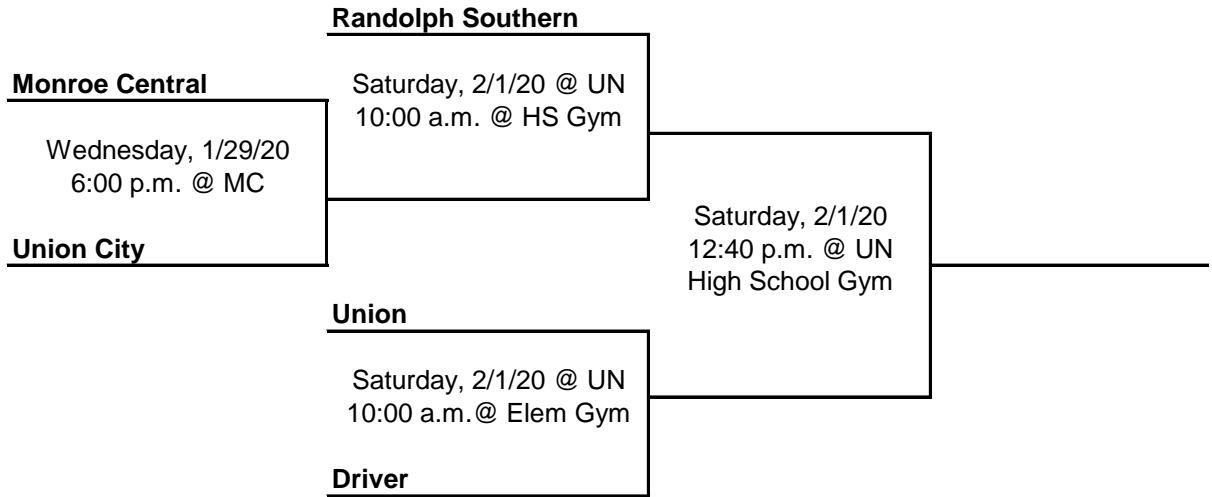 Randolph Southern
Monroe Central
Saturday, 2/1/20 @ UN
10:00 a.m. @ HS Gym
Wednesday, 1/29/20
6:00 p.m. @ MC
Union City
Saturday, 2/1/20
12:40 p.m. @ UN
High School Gym
Union
Saturday, 2/1/20 @ UN
10:00 a.m.@ Elem Gym
Driver